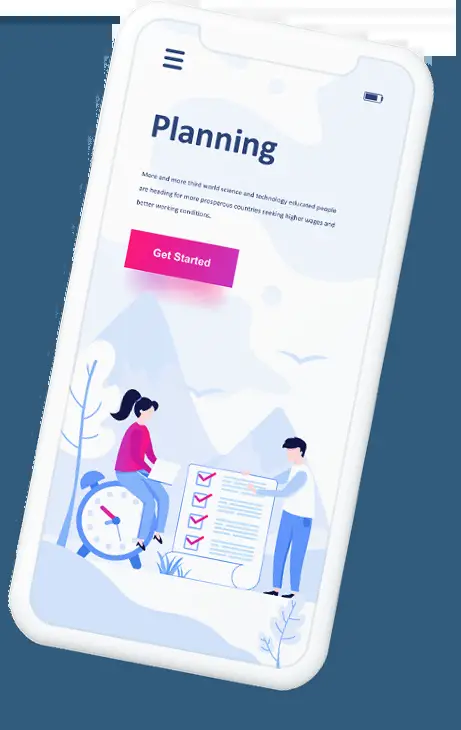 Planning
More and more third world science and technology educated people
are heading for more prosperous countries seeking higher wages and
better working conditions.
Get Started